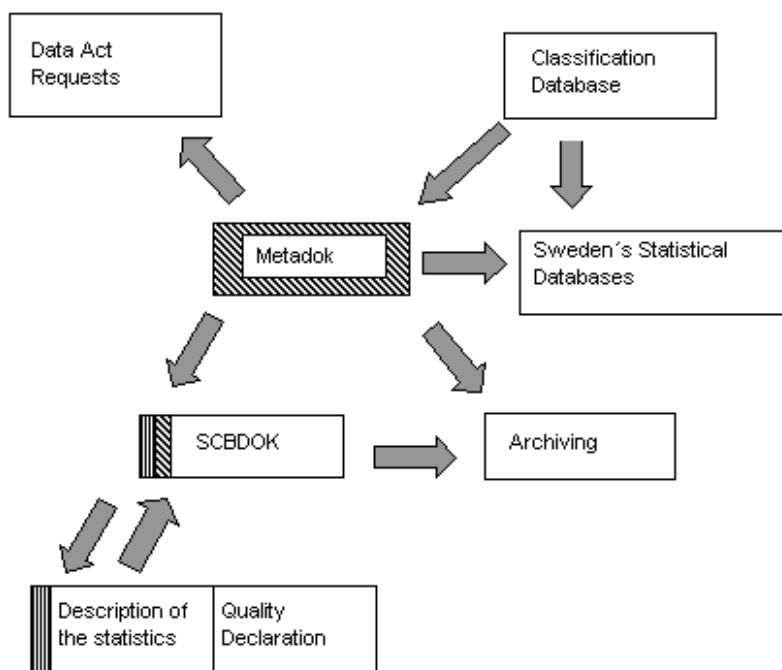 Data Act
Requests
Classification
Database
Metadok
Sweden´s Statistical
Databases
SCBDOK
Archiving
Description of
the statistics
Quality
Declaration